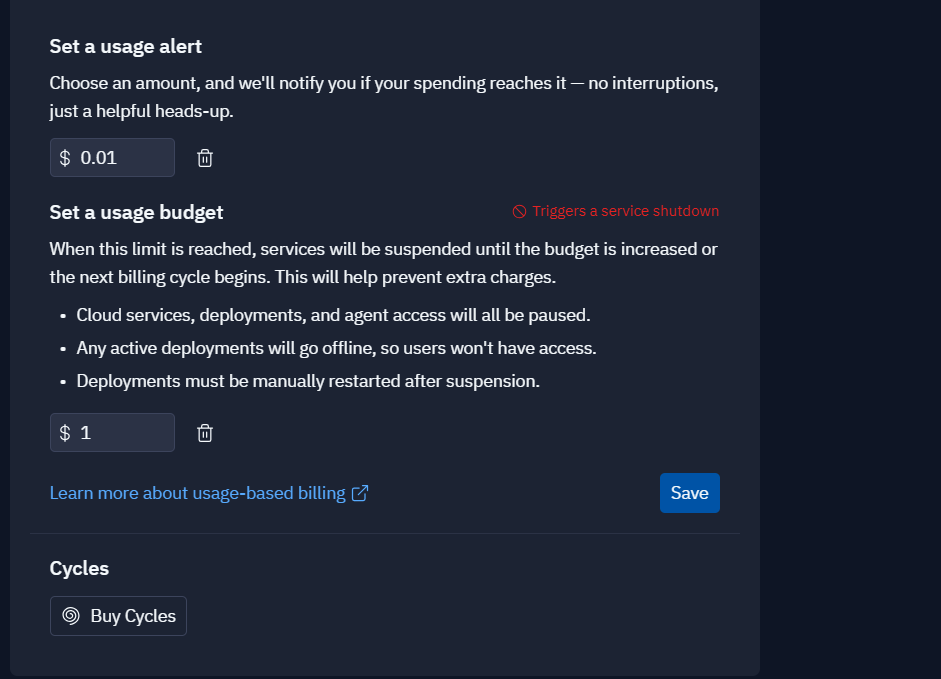 Set a usage alert
Choose an amount, and we'll notify you if your spending reaches it — no interruptions,
just a helpful heads-up.
$ 0.01
Set a usage budget
Triggers a service shutdown
When this limit is reached, services will be suspended until the budget is increased or
the next billing cycle begins. This will help prevent extra charges.
• Cloud services, deployments, and agent access will all be paused.
• Any active deployments will go offline, so users won't have access.
• Deployments must be manually restarted after suspension.
$ 1
Learn more about usage-based billing
Save
Cycles
Buy Cycles